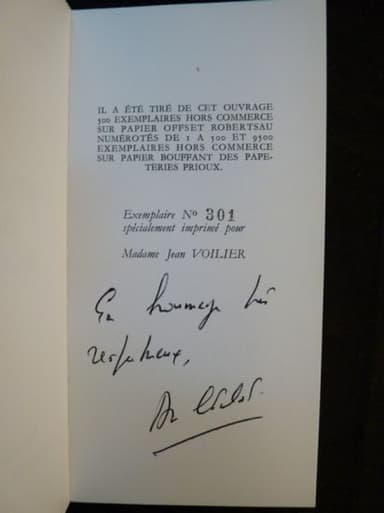 IL A ÉTÉ TIRÉ DE CET OUVRAGE
500 EXEMPLAIRES HORS COMMERCE
SUR PAPIER OFFSET ROBERTSAU
NUMÉROTÉS DE 1 A 500 ET 9500
EXEMPLAIRES HORS COMMERCE
SUR PAPIER BOUFFANT DES PAPE-
TERIES PRIOUX.
Exemplaire Nº 301
spécialement imprimé pour
Madame Jean VOILIER
En hommage très
respectueux,